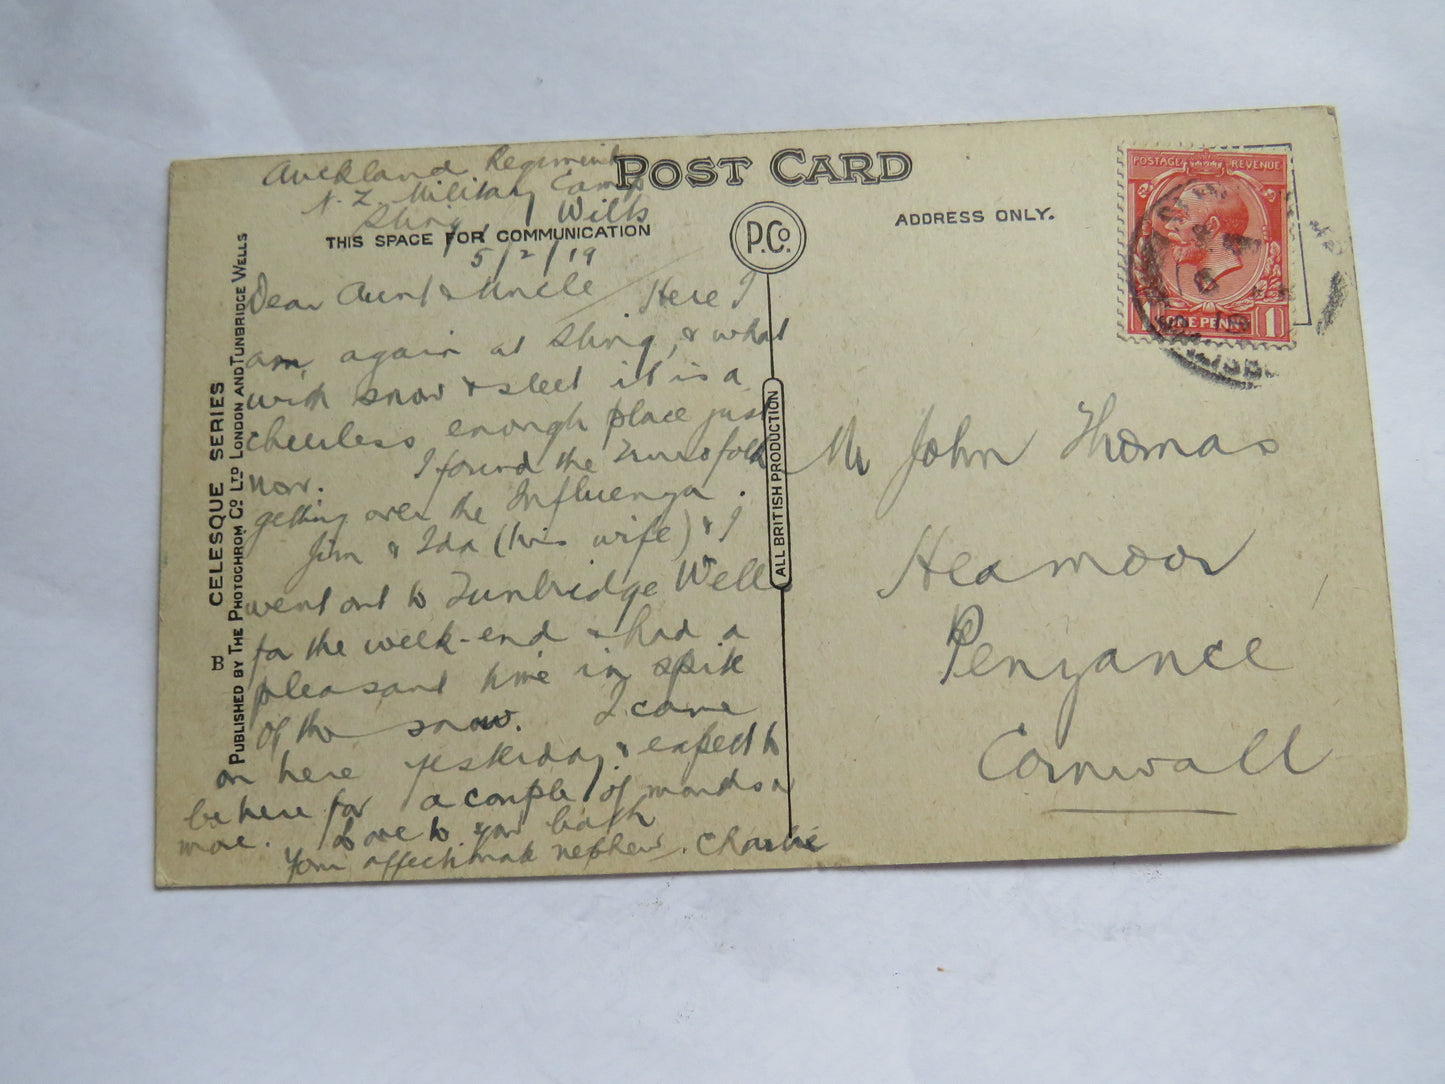 POST CARD
Auckland Regiment
N. Z. Military Camp
Sling, Wilts
THIS SPACE FOR COMMUNICATION
5/2/19
Dear Aunt & Uncle Here I
am again at Sling, & what
with snow & sleet it is a
cheerless enough place just
now. I found the Truro folk
getting over the Influenza.
Jim & Ida (his wife) & I
went out to Tunbridge Wells
for the week-end & had a
pleasant time in spite
of the snow. I came
on here yesterday & expect to
be here for a couple of months or
more. Love to you both
Your affectionate nephew. Charlie
B CELESQUE SERIES
PUBLISHED BY THE PHOTOCHROM CO. LTD LONDON AND TUNBRIDGE WELLS
P.Co.
ALL BRITISH PRODUCTION
ADDRESS ONLY.
POSTAGE REVENUE
ONE PENNY 1
Mr John Thomas
Heamoor
Penzance
Cornwall